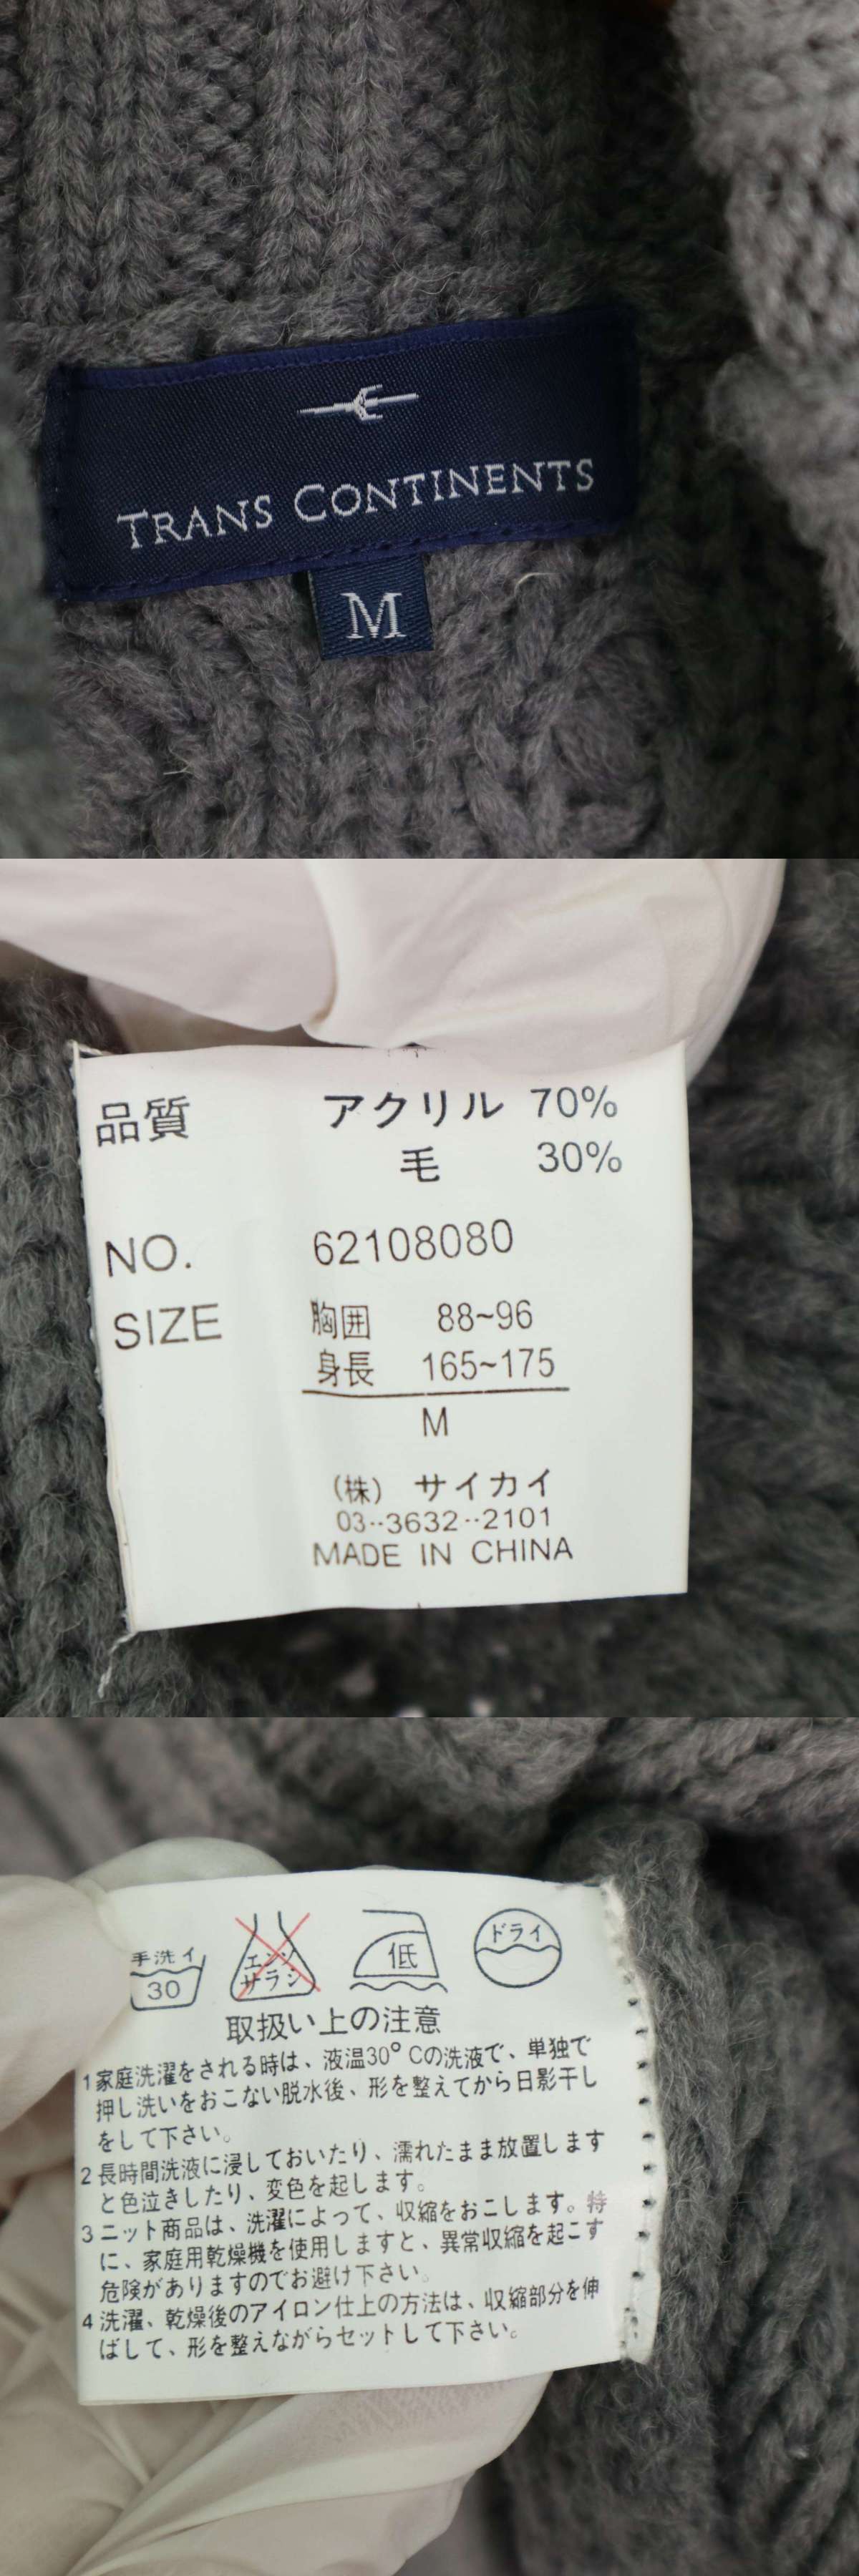 TRANS CONTINENTS
M
品質 アクリル 70%
毛 30%
NO. 62108080
SIZE 胸囲 88~96
身長 165~175
M
(株) サイカイ
03--3632--2101
MADE IN CHINA
手洗イ
30
エンソ
サラシ
低
ドライ
取扱い上の注意
1 家庭洗濯をされる時は、液温30°Cの洗液で、単独で
押し洗いをおこない脱水後、形を整えてから日影干し
をして下さい。
2 長時間洗液に浸しておいたり、濡れたまま放置します
と色泣きしたり、変色を起します。
3 ニット商品は、洗濯によって、収縮をおこします。特
に、家庭用乾燥機を使用しますと、異常収縮を起こす
危険がありますのでお避け下さい。
4 洗濯、乾燥後のアイロン仕上の方法は、収縮部分を伸
ばして、形を整えながらセットして下さい。